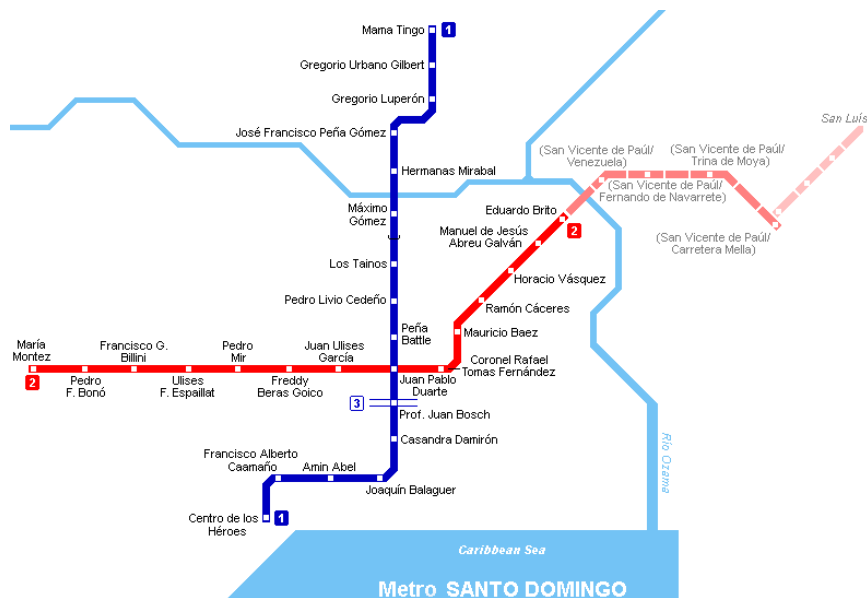 Mama Tingo
1
Gregorio Urbano Gilbert
Gregorio Luperón
José Francisco Peña Gómez
Hermanas Mirabal
Máximo
Gómez
Los Tainos
Pedro Livio Cedeño
Peña
Battle
Juan Pablo
Duarte
3
Prof. Juan Bosch
Casandra Damirón
Joaquín Balaguer
Amin Abel
Francisco Alberto
Caamaño
Centro de los
Héroes
1
María
Montez
2
Pedro
F. Bonó
Francisco G.
Billini
Ulises
F. Espaillat
Pedro
Mir
Freddy
Beras Goico
Juan Ulises
García
Coronel Rafael
Tomas Fernández
Mauricio Baez
Ramón Cáceres
Horacio Vásquez
Manuel de Jesús
Abreu Galván
Eduardo Brito
2
(San Vicente de Paúl/
Venezuela)
(San Vicente de Paúl/
Fernando de Navarrete)
(San Vicente de Paúl/
Trina de Moya)
(San Vicente de Paúl/
Carretera Mella)
San Luís
Río Ozama
Caribbean Sea
Metro SANTO DOMINGO